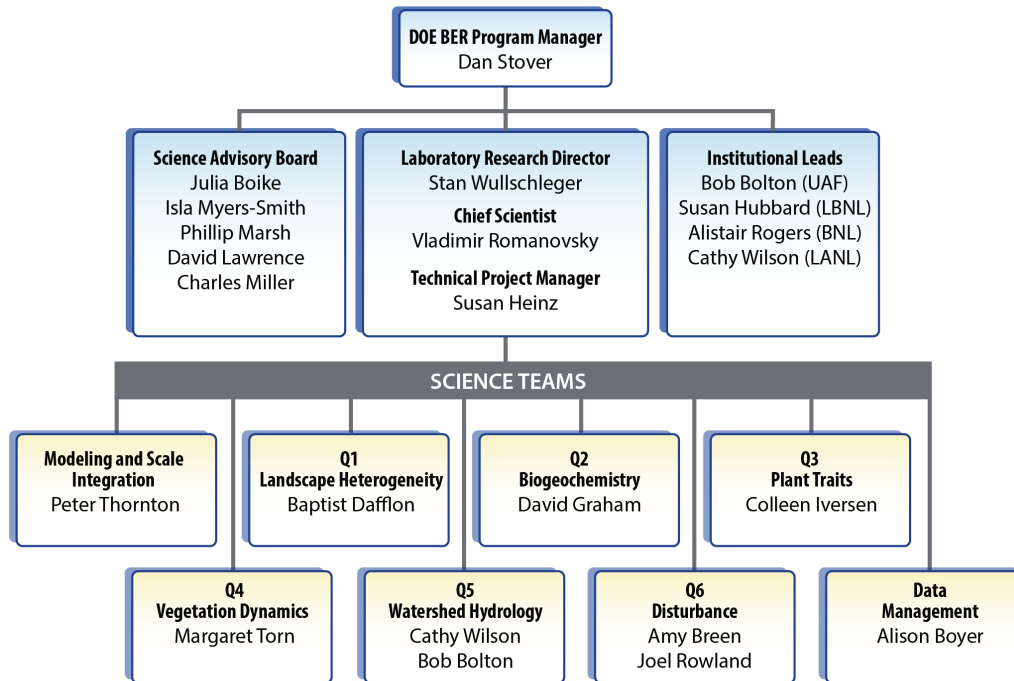 DOE BER Program Manager
Dan Stover
Science Advisory Board
Julia Boike
Isla Myers-Smith
Phillip Marsh
David Lawrence
Charles Miller
Laboratory Research Director
Stan Wullschleger
Chief Scientist
Vladimir Romanovsky
Technical Project Manager
Susan Heinz
Institutional Leads
Bob Bolton (UAF)
Susan Hubbard (LBNL)
Alistair Rogers (BNL)
Cathy Wilson (LANL)
SCIENCE TEAMS
Modeling and Scale
Integration
Peter Thornton
Q1
Landscape Heterogeneity
Baptist Dafflon
Q2
Biogeochemistry
David Graham
Q3
Plant Traits
Colleen Iversen
Q4
Vegetation Dynamics
Margaret Torn
Q5
Watershed Hydrology
Cathy Wilson
Bob Bolton
Q6
Disturbance
Amy Breen
Joel Rowland
Data
Management
Alison Boyer